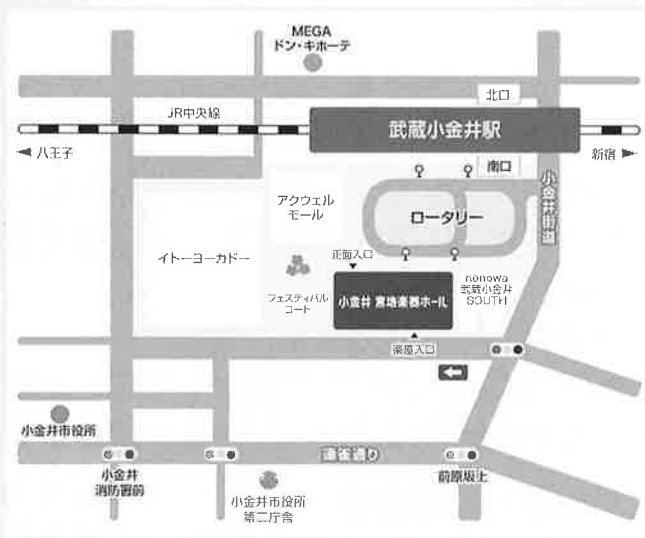 MEGA
ドン・キホーテ
北口
JR中央線
武蔵小金井駅
八王子
新宿
南口
小金井街道
アクウェル
モール
ロータリー
イトーヨーカドー
正面入口
フェスティバル
コート
小金井 宮地楽器ホール
nonowa
武蔵小金井
SOUTH
楽屋入口
小金井市役所
連雀通り
小金井
消防署前
前原坂上
小金井市役所
第二庁舎